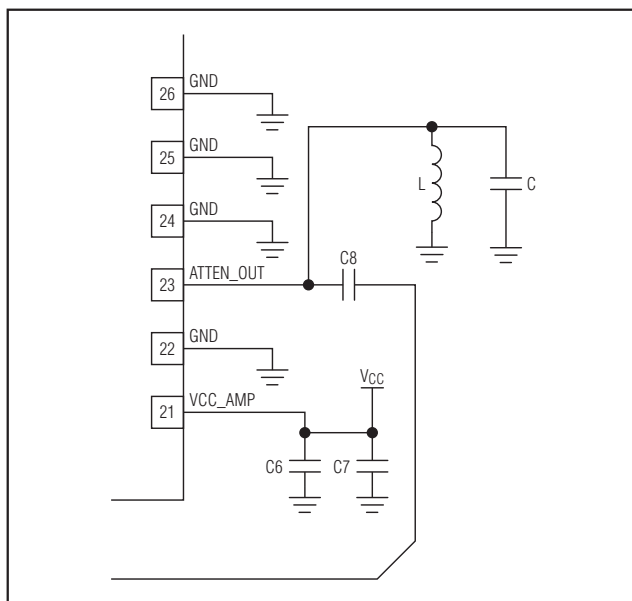 26 GND
25 GND
24 GND
L
C
23 ATTEN_OUT
C8
22 GND
VCC
21 VCC_AMP
C6
C7